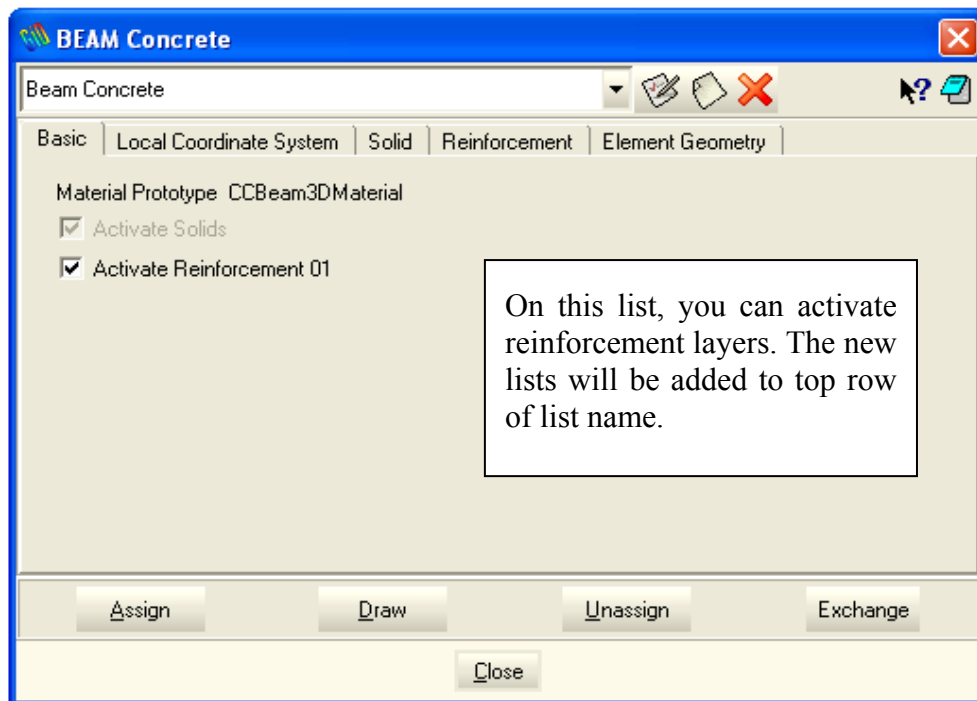 BEAM Concrete
Beam Concrete
Basic Local Coordinate System Solid Reinforcement Element Geometry
Material Prototype CCBeam3DMaterial
Activate Solids
Activate Reinforcement 01
On this list, you can activate
reinforcement layers. The new
lists will be added to top row
of list name.
Assign Draw Unassign Exchange
Close